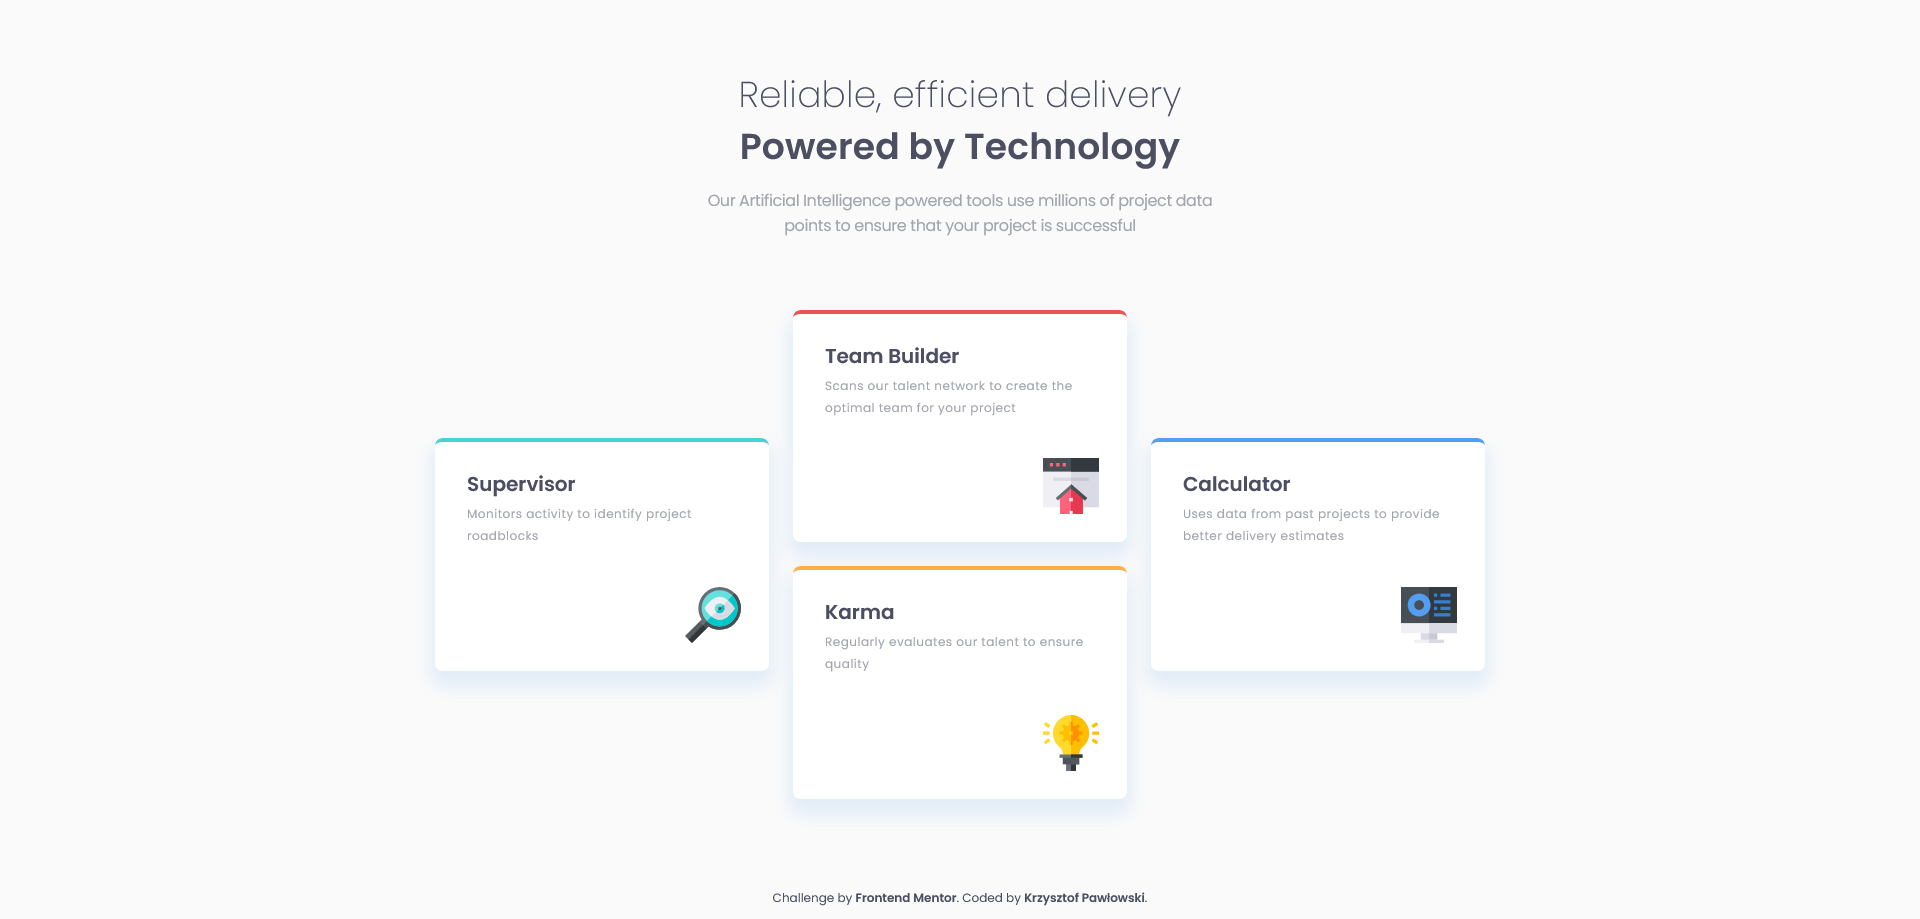 Reliable, efficient delivery
Powered by Technology
Our Artificial Intelligence powered tools use millions of project data
points to ensure that your project is successful
Team Builder
Scans our talent network to create the
optimal team for your project
Supervisor
Monitors activity to identify project
roadblocks
Calculator
Uses data from past projects to provide
better delivery estimates
Karma
Regularly evaluates our talent to ensure
quality
Challenge by Frontend Mentor. Coded by Krzysztof Pawłowski.